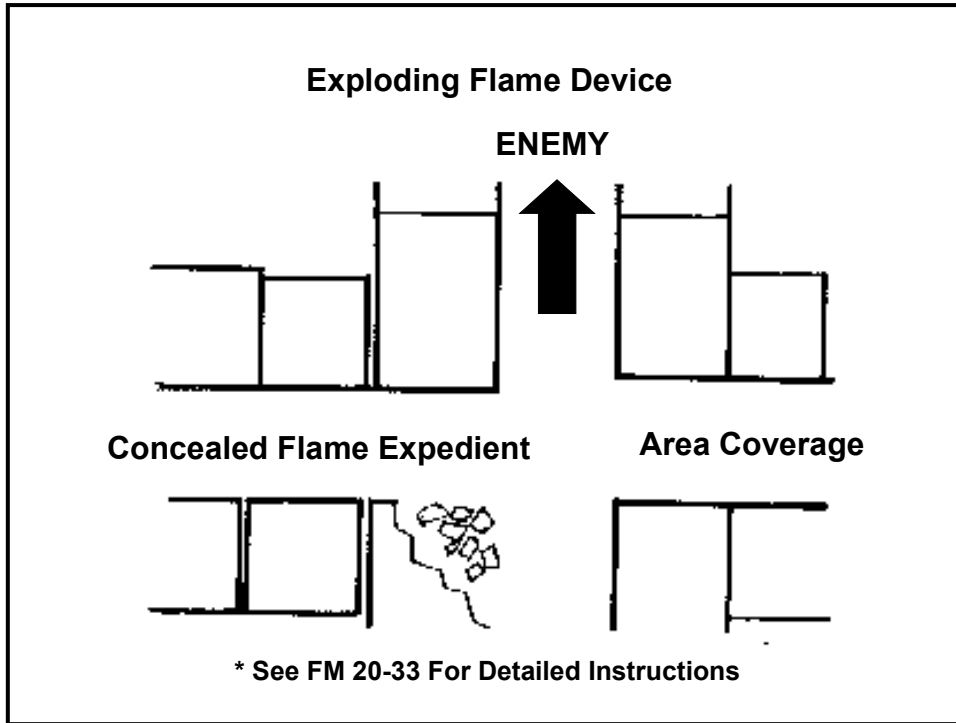 Exploding Flame Device
ENEMY
Concealed Flame Expedient
Area Coverage
* See FM 20-33 For Detailed Instructions